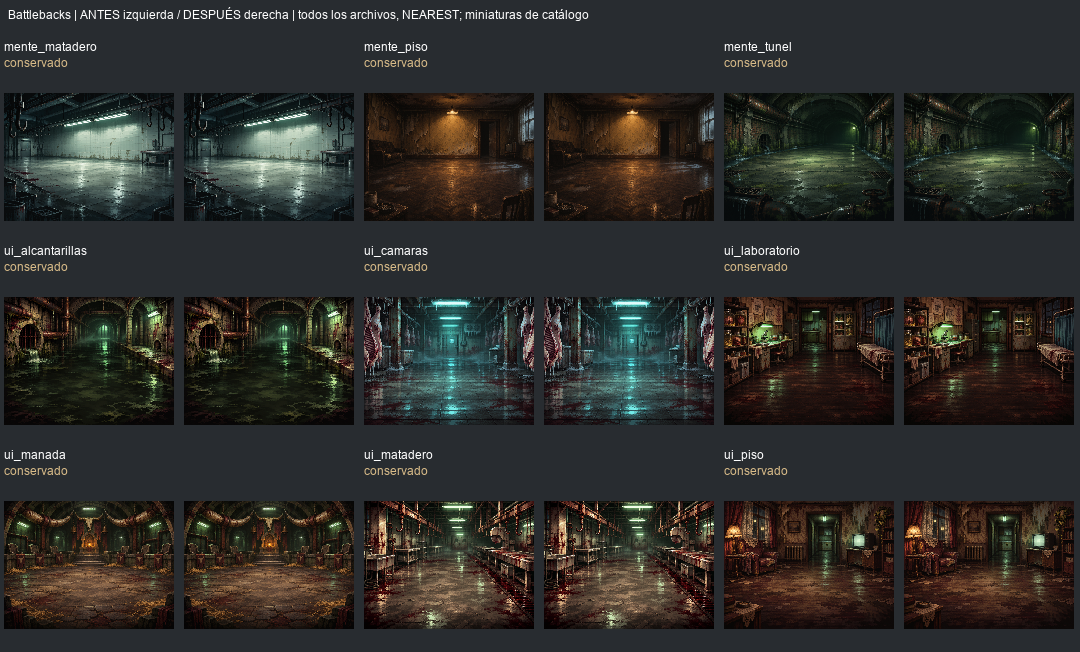 Battlebacks | ANTES izquierda / DESPUÉS derecha | todos los archivos, NEAREST; miniaturas de catálogo
mente_matadero
conservado
mente_piso
conservado
mente_tunel
conservado
ui_alcantarillas
conservado
ui_camaras
conservado
ui_laboratorio
conservado
ui_manada
conservado
ui_matadero
conservado
ui_piso
conservado